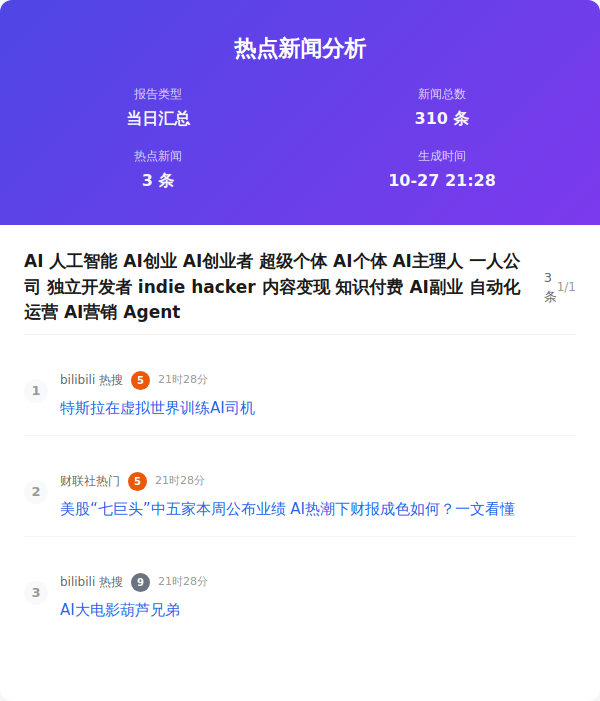 热点新闻分析
报告类型
当日汇总
新闻总数
310 条
热点新闻
3 条
生成时间
10-27 21:28
AI 人工智能 AI创业 AI创业者 超级个体 AI个体 AI主理人 一人公
司 独立开发者 indie hacker 内容变现 知识付费 AI副业 自动化
运营 AI营销 Agent
3
条
1/1
1
bilibili 热搜 5 21时28分
特斯拉在虚拟世界训练AI司机
2
财联社热门 5 21时28分
美股“七巨头”中五家本周公布业绩 AI热潮下财报成色如何？一文看懂
3
bilibili 热搜 9 21时28分
AI大电影葫芦兄弟